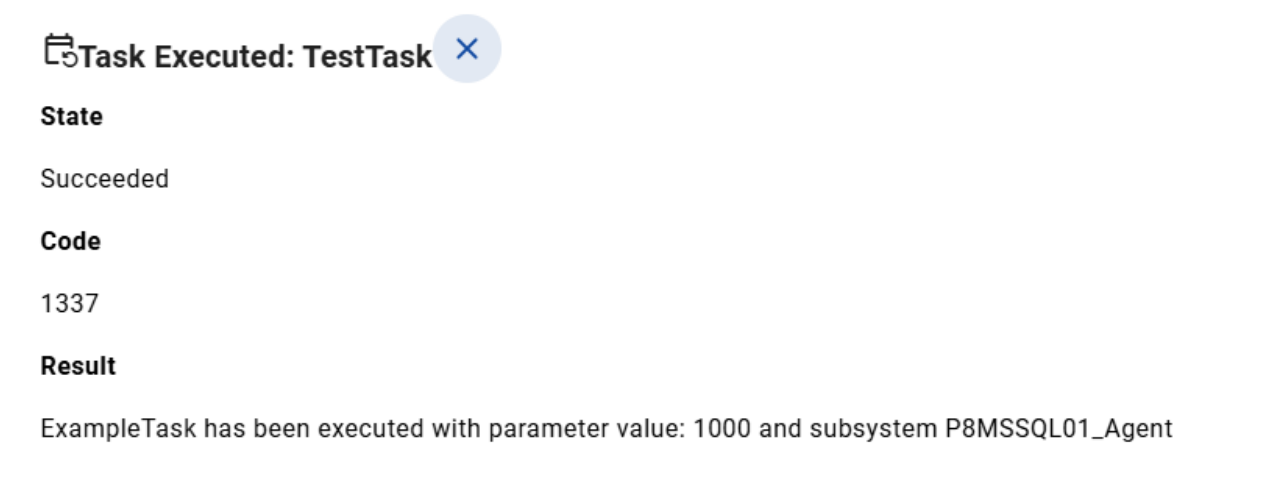 Task Executed: TestTask
State
Succeeded
Code
1337
Result
ExampleTask has been executed with parameter value: 1000 and subsystem P8MSSQL01_Agent